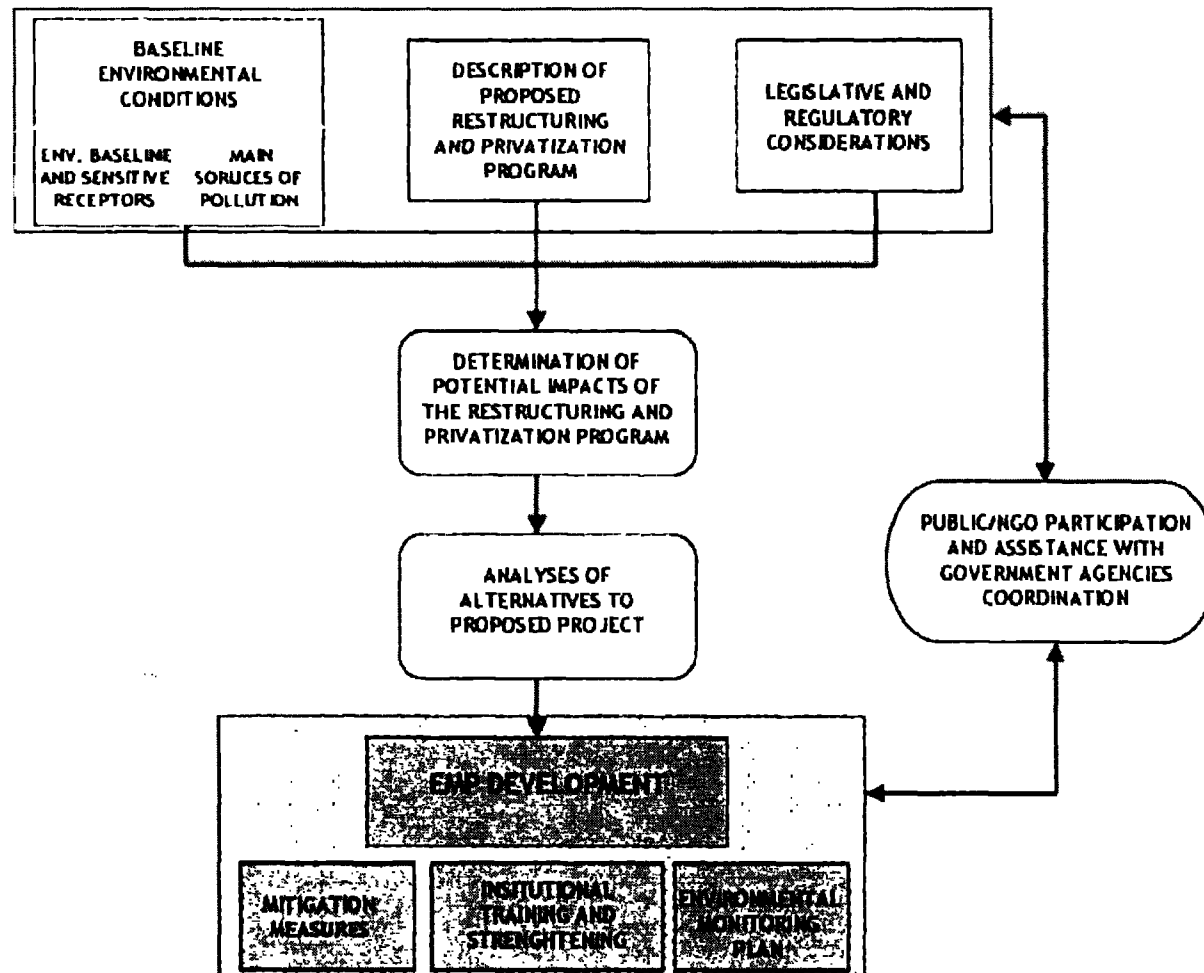 BASELINE
ENVIRONMENTAL
CONDITIONS
ENV. BASELINE
AND SENSITIVE
RECEPTORS
MAIN
SORUCES OF
POLLUTION
DESCRIPTION OF
PROPOSED
RESTRUCTURING
AND PRIVATIZATION
PROGRAM
LEGISLATIVE AND
REGULATORY
CONSIDERATIONS
DETERMINATION OF
POTENTIAL IMPACTS OF
THE RESTRUCTURING AND
PRIVATIZATION PROGRAM
ANALYSES OF
ALTERNATIVES TO
PROPOSED PROJECT
PUBLIC/NGO PARTICIPATION
AND ASSISTANCE WITH
GOVERNMENT AGENCIES
COORDINATION
EMP DEVELOPMENT
MITIGATION
MEASURES
INSITUTIONAL
TRAINING AND
STRENGHTENING
ENVIRONMENTAL
MONITORING
PLAN